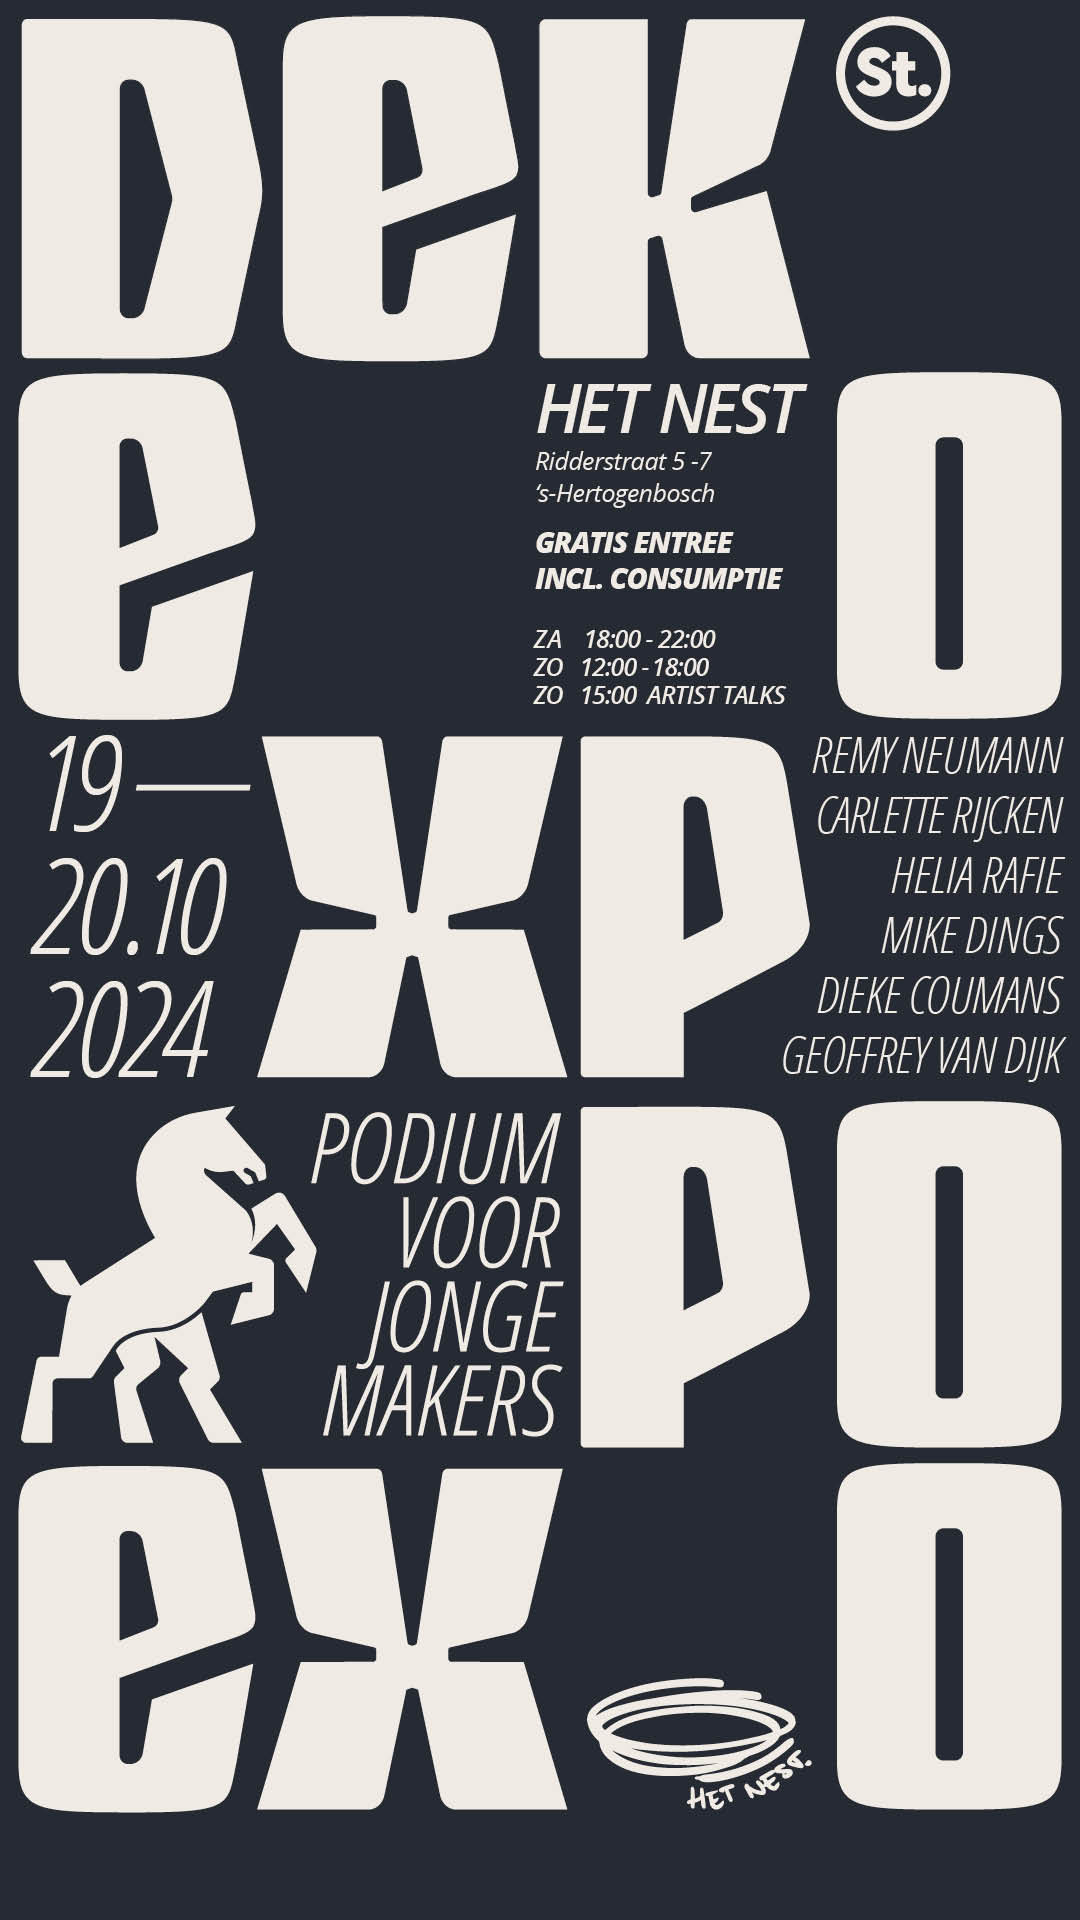 Dek
St.
e
HET NEST
Ridderstraat 5 -7
‘s-Hertogenbosch
GRATIS ENTREE
INCL. CONSUMPTIE
ZA 18:00 - 22:00
ZO 12:00 - 18:00
ZO 15:00 ARTIST TALKS
o
19—
20.10
2024
xp
REMY NEUMANN
CARLETTE RIJCKEN
HELIA RAFIE
MIKE DINGS
DIEKE COUMANS
GEOFFREY VAN DIJK
PODIUM
VOOR
JONGE
MAKERS
po
ex
HET NEST.
o